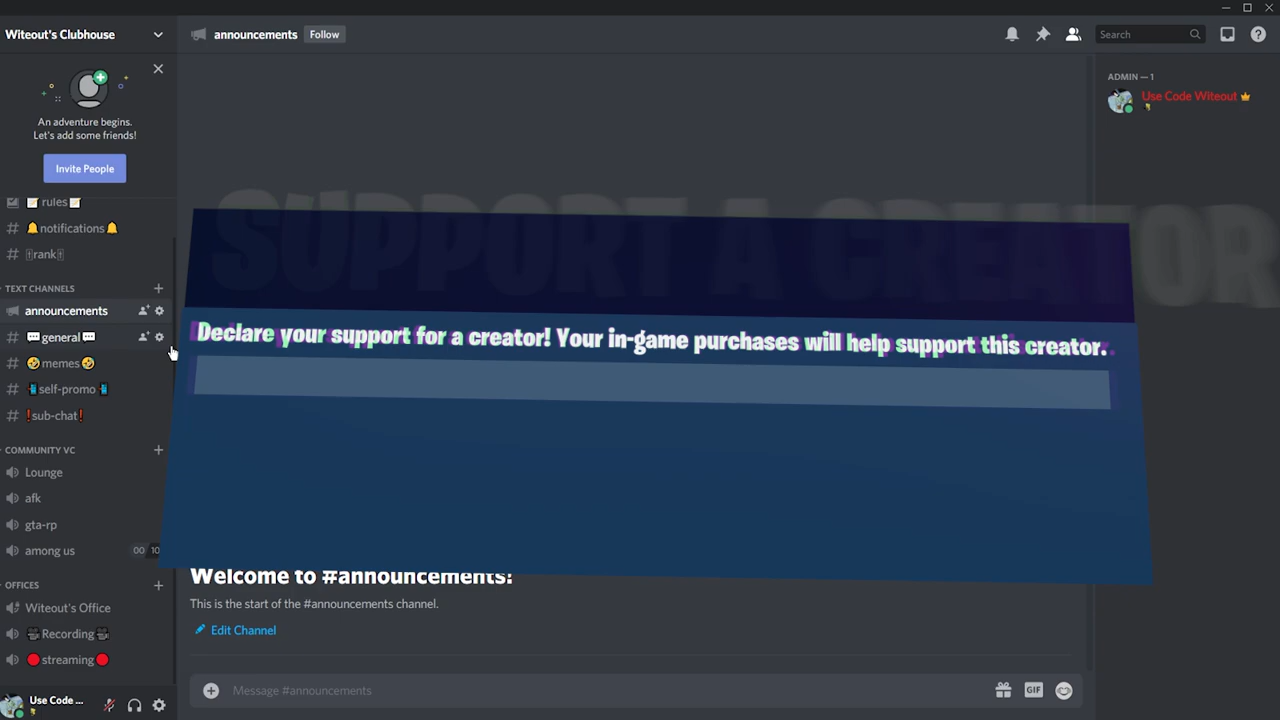 Witeout's Clubhouse
announcements Follow
Search
An adventure begins.
Let's add some friends!
Invite People
rules
notifications
rank
TEXT CHANNELS
announcements
general
memes
self-promo
sub-chat
COMMUNITY VC
Lounge
afk
gta-rp
among us 00 10
OFFICES
Witeout's Office
Recording
streaming
Use Code ...
SUPPORT A CREATOR
Declare your support for a creator! Your in-game purchases will help support this creator.
Welcome to #announcements!
This is the start of the #announcements channel.
Edit Channel
Message #announcements
GIF
ADMIN — 1
Use Code Witeout